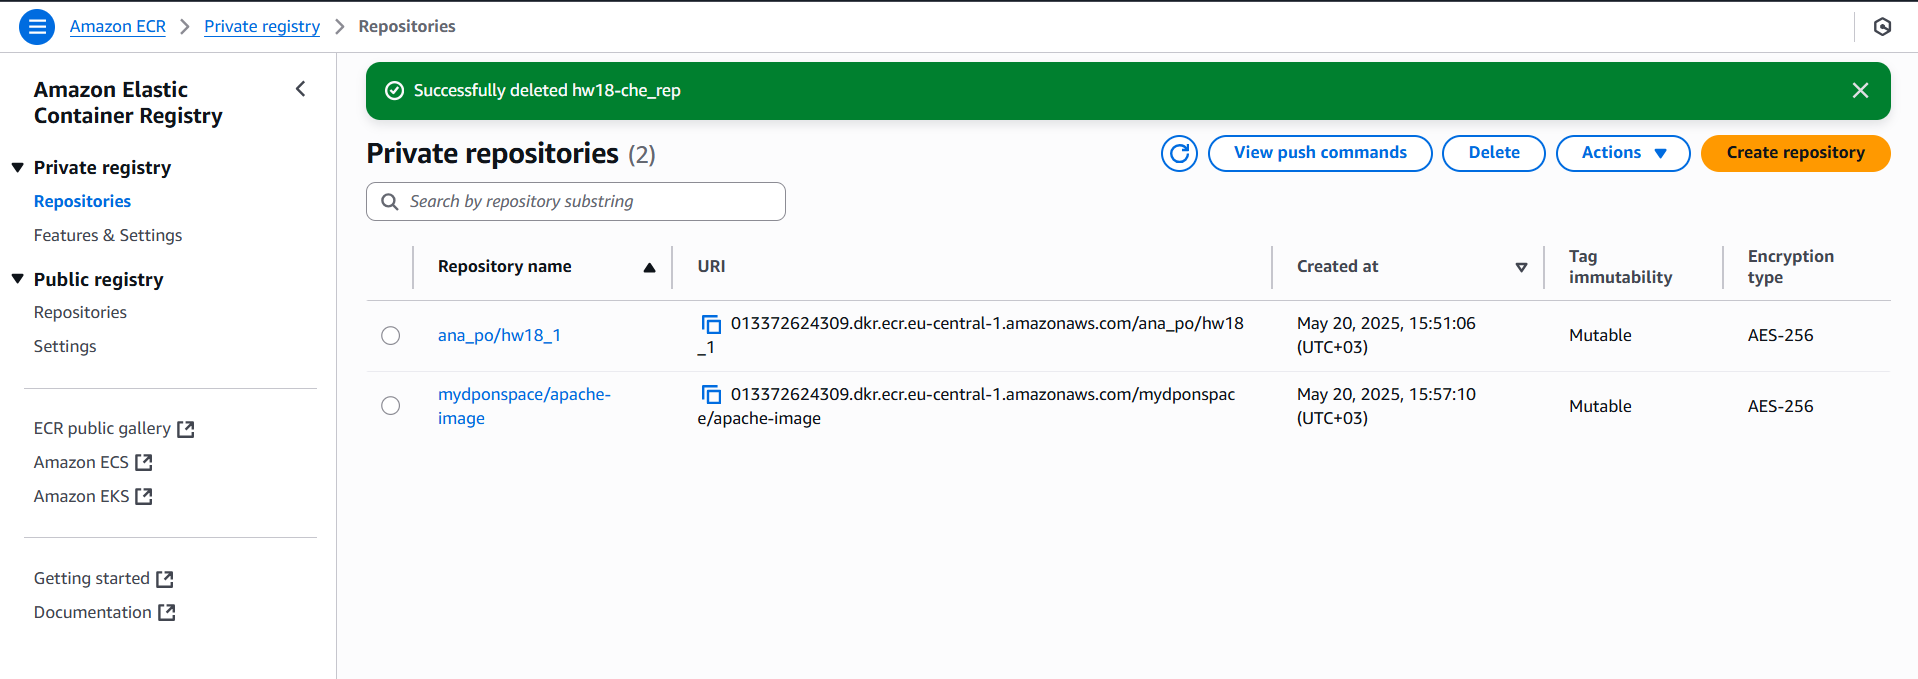 Amazon ECR > Private registry > Repositories
Amazon Elastic
Container Registry
Private registry
Repositories
Features & Settings
Public registry
Repositories
Settings
ECR public gallery
Amazon ECS
Amazon EKS
Getting started
Documentation
Successfully deleted hw18-che_rep
Private repositories (2)
View push commands
Delete
Actions
Create repository
Search by repository substring
Repository name
URI
Created at
Tag
immutability
Encryption
type
ana_po/hw18_1
013372624309.dkr.ecr.eu-central-1.amazonaws.com/ana_po/hw18
_1
May 20, 2025, 15:51:06
(UTC+03)
Mutable
AES-256
mydponspace/apache-
image
013372624309.dkr.ecr.eu-central-1.amazonaws.com/mydponspac
e/apache-image
May 20, 2025, 15:57:10
(UTC+03)
Mutable
AES-256